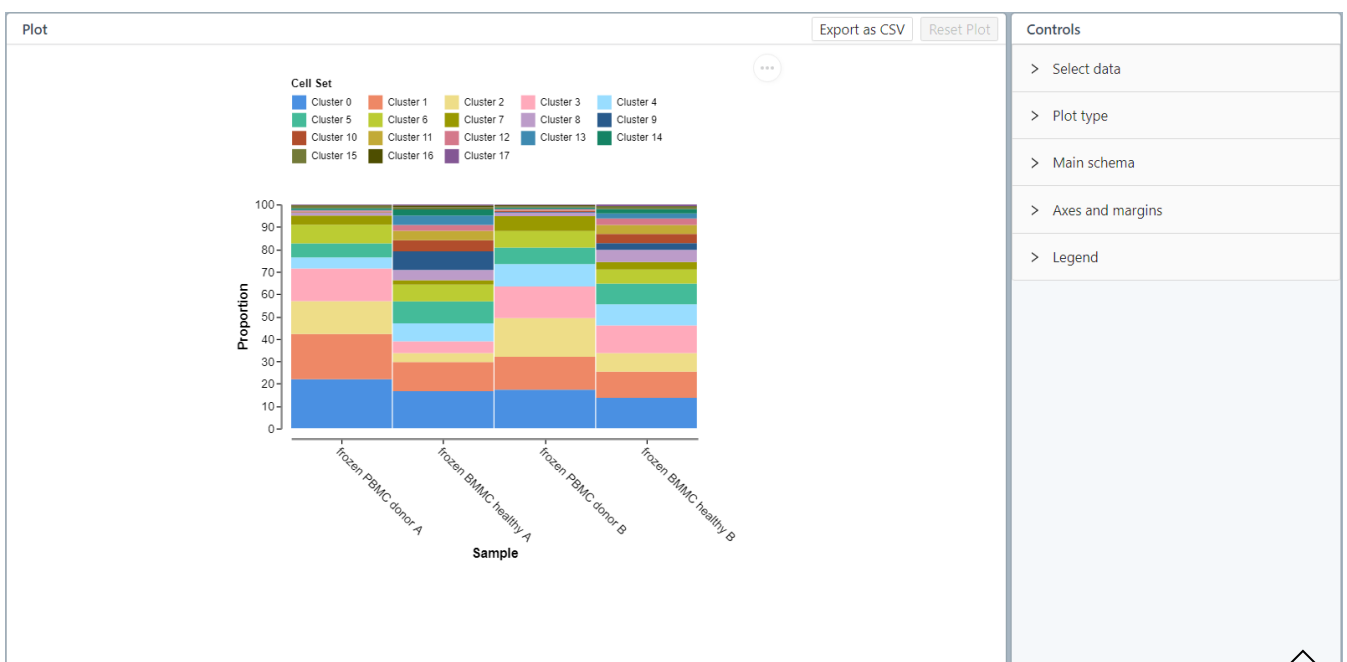 Plot
Export as CSV
Reset Plot
Controls
Select data
Plot type
Main schema
Axes and margins
Legend
Cell Set
Cluster 0 Cluster 1 Cluster 2 Cluster 3 Cluster 4
Cluster 5 Cluster 6 Cluster 7 Cluster 8 Cluster 9
Cluster 10 Cluster 11 Cluster 12 Cluster 13 Cluster 14
Cluster 15 Cluster 16 Cluster 17
Proportion
100
90
80
70
60
50
40
30
20
10
0
frozen PBMC donor A
frozen BMMC healthy A
frozen PBMC donor B
frozen BMMC healthy B
Sample